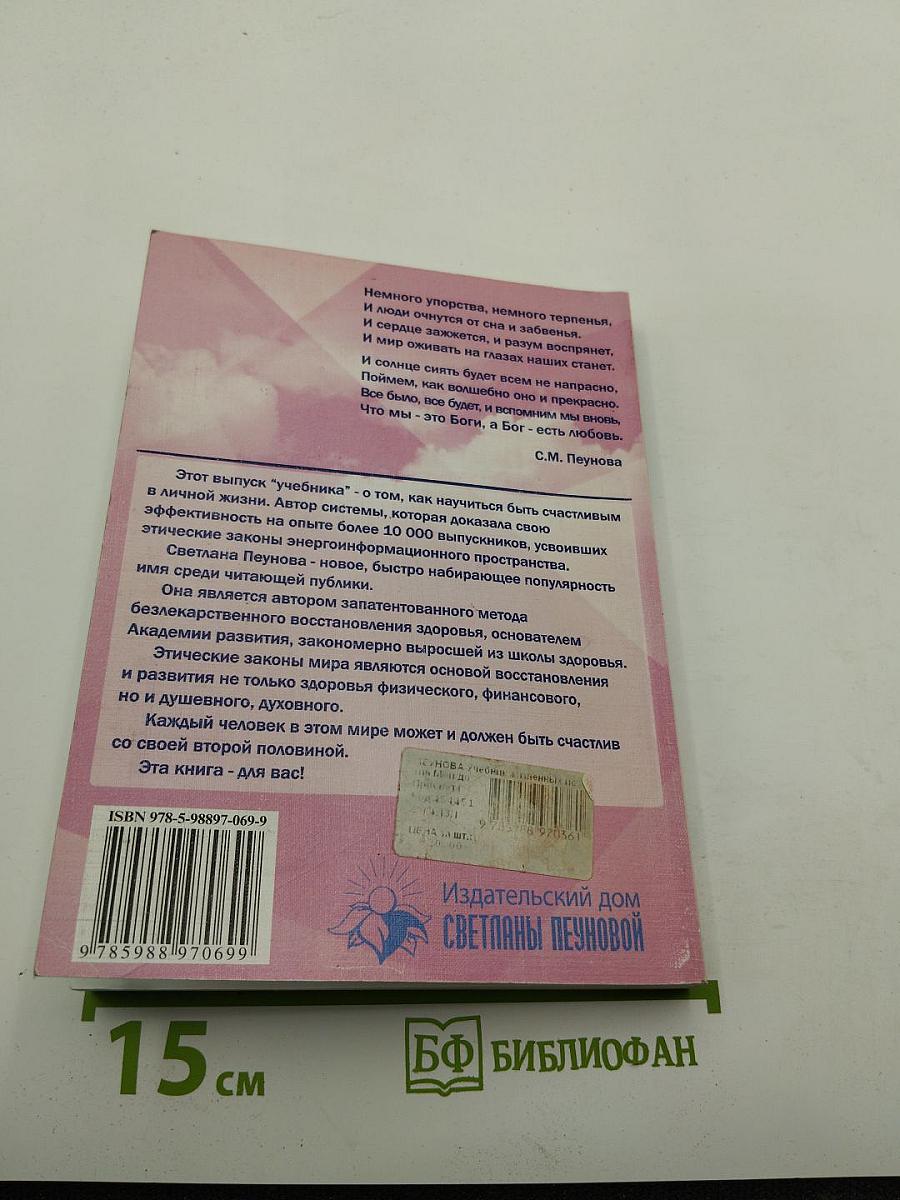 Немного упорства, немного терпенья,
И люди очнутся от сна и забвенья.
И сердце зажжется, и разум воспрянет,
И мир оживать на глазах наших станет.
И солнце сиять будет всем не напрасно,
Поймем, как волшебно оно и прекрасно.
Все было, все будет, и вспомним мы вновь,
Что мы - это Боги, а Бог - есть любовь.
С.М. Пеунова
Этот выпуск "учебника" - о том, как научиться быть счастливым
в личной жизни. Автор системы, которая доказала свою
эффективность на опыте более 10 000 выпускников, усвоивших
этические законы энергоинформационного пространства.
Светлана Пеунова - новое, быстро набирающее популярность
имя среди читающей публики.
Она является автором запатентованного метода
безлекарственного восстановления здоровья, основателем
Академии развития, закономерно выросшей из школы здоровья.
Этические законы мира являются основой восстановления
и развития не только здоровья физического, финансового,
но и душевного, духовного.
Каждый человек в этом мире может и должен быть счастлив
со своей второй половиной.
Эта книга - для вас!
ПЕУНОВА Учебник
ЦЕНА за шт.
ISBN 978-5-98897-069-9
9 785988 970699
Издательский дом
СВЕТЛАНЫ ПЕУНОВОЙ
15 см
БФ БИБЛИОФАН